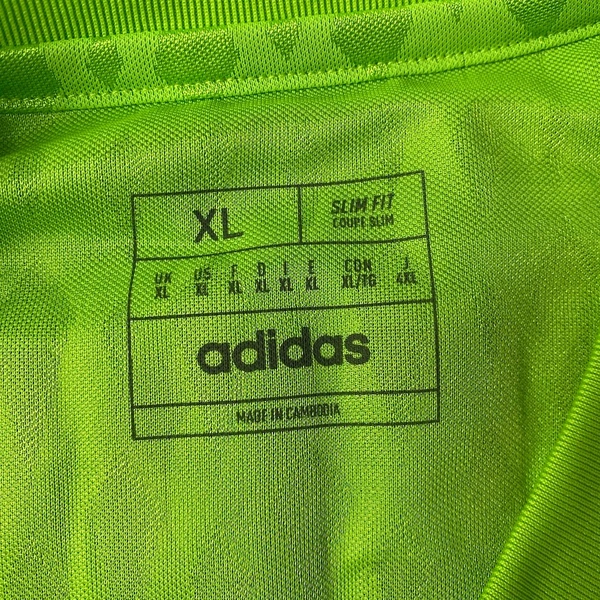 XL
SLIM FIT
COUPE SLIM
UK US F D I E CDN J
XL XL XL XL XL XL XL/TG 4XL
adidas
MADE IN CAMBODIA